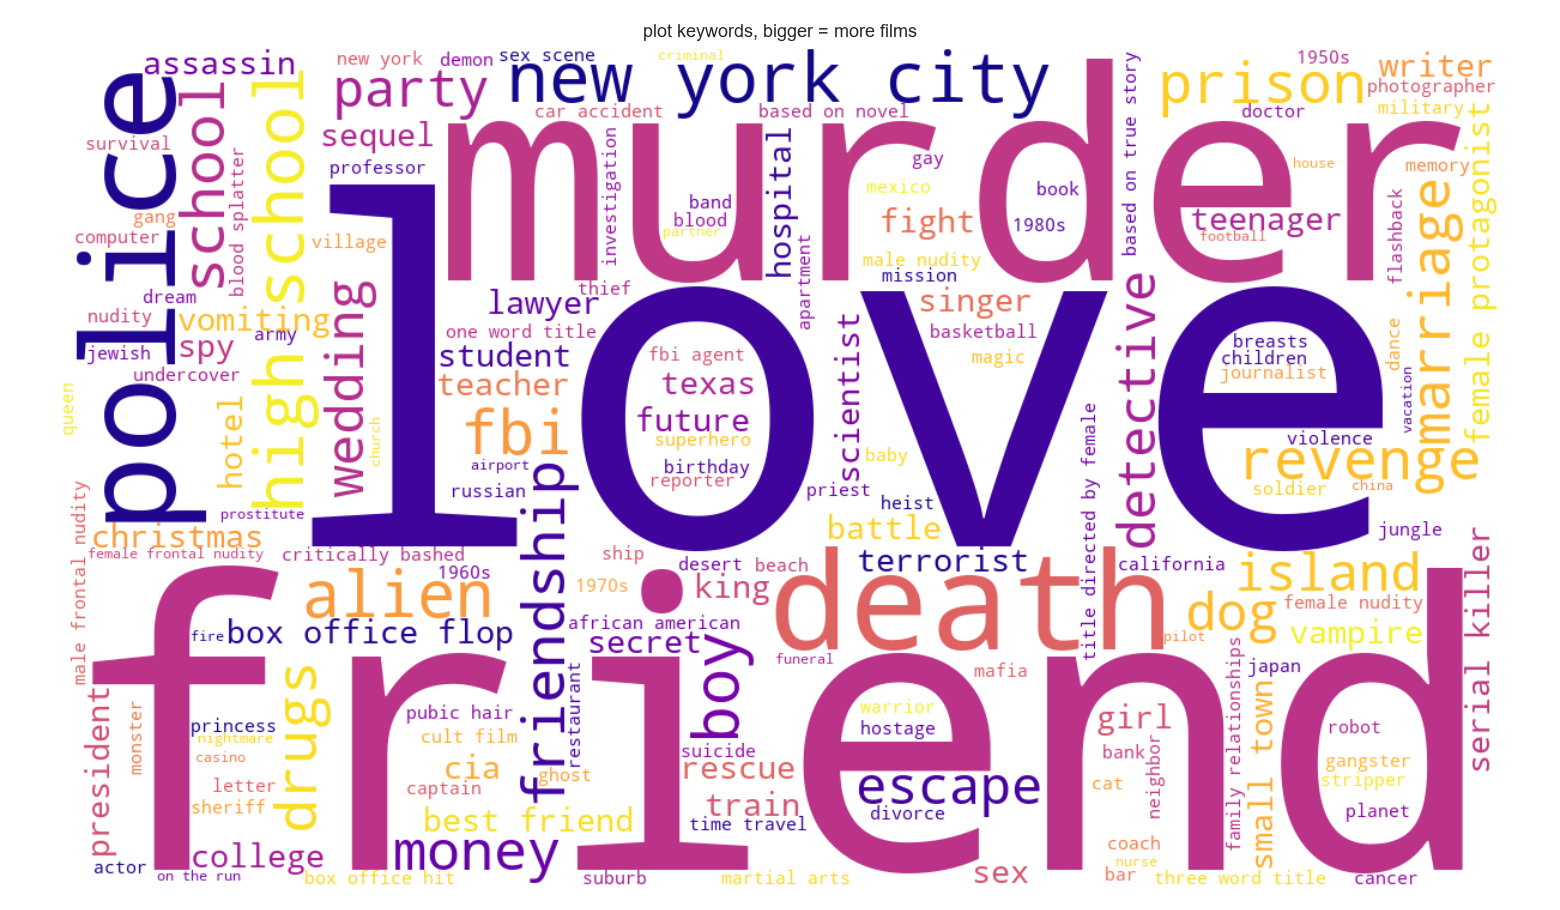 plot keywords, bigger = more films
love
friend
murder
death
police
new york city
high school
school
party
prison
assassin
new york
demon
sex scene
criminal
1950s
writer
photographer
military
doctor
car accident
based on novel
based on true story
sequel
professor
survival
blood splatter
gang
computer
village
investigation
band
blood
partner
hospital
gay
mexico
fight
book
1980s
male nudity
mission
teenager
football
house
memory
flashback
marriage
female protagonist
dream
nudity
vomiting
army
jewish
spy
undercover
queen
hotel
church
wedding
lawyer
thief
one word title
student
teacher
fbi
airport
russian
apartment
fbi agent
texas
future
superhero
birthday
reporter
scientist
singer
basketball
magic
baby
priest
heist
battle
terrorist
detective
title directed by female
breasts
children
journalist
dance
vacation
violence
revenge
soldier
china
jungle
prostitute
christmas
female frontal nudity
male frontal nudity
critically bashed
1960s
alien
friendship
ship
1970s
desert
beach
king
california
island
dog
female nudity
vampire
pilot
serial killer
fire
box office flop
african american
secret
boy
funeral
mafia
japan
family relationships
small town
president
monster
princess
nightmare
casino
letter
sheriff
drugs
pubic hair
cult film
cia
captain
ghost
restaurant
suicide
rescue
train
time travel
warrior
hostage
escape
divorce
girl
bank
neighbor
cat
robot
gangster
stripper
planet
best friend
money
college
actor
on the run
box office hit
suburb
martial arts
sex
coach
nurse
bar
three word title
cancer